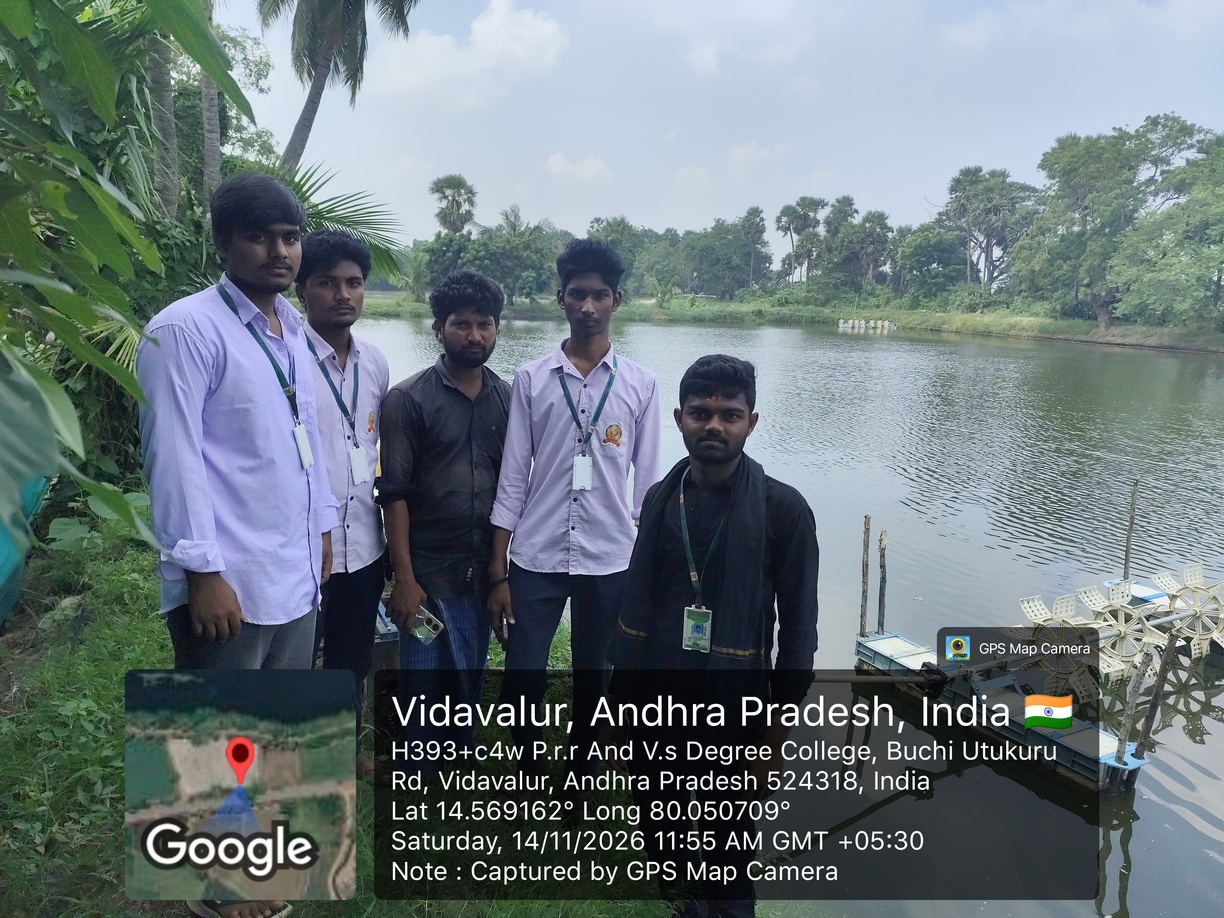 GPS Map Camera
Vidavalur, Andhra Pradesh, India
H393+c4w P.r.r And V.s Degree College, Buchi Utukuru
Rd, Vidavalur, Andhra Pradesh 524318, India
Lat 14.569162° Long 80.050709°
Saturday, 14/11/2026 11:55 AM GMT +05:30
Note : Captured by GPS Map Camera
Google